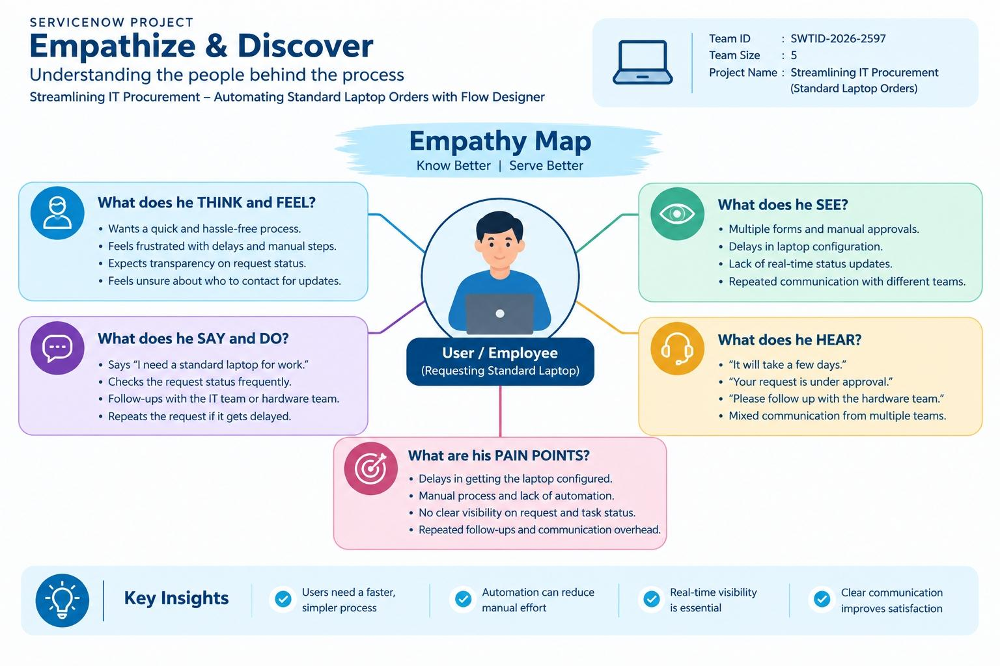 SERVICENOW PROJECT
Empathize & Discover
Understanding the people behind the process
Streamlining IT Procurement – Automating Standard Laptop Orders with Flow Designer
Team ID : SWTID-2026-2597
Team Size : 5
Project Name : Streamlining IT Procurement
(Standard Laptop Orders)
Empathy Map
Know Better | Serve Better
What does he THINK and FEEL?
• Wants a quick and hassle-free process.
• Feels frustrated with delays and manual steps.
• Expects transparency on request status.
• Feels unsure about who to contact for updates.
What does he SEE?
• Multiple forms and manual approvals.
• Delays in laptop configuration.
• Lack of real-time status updates.
• Repeated communication with different teams.
What does he SAY and DO?
• Says “I need a standard laptop for work.”
• Checks the request status frequently.
• Follow-ups with the IT team or hardware team.
• Repeats the request if it gets delayed.
User / Employee
(Requesting Standard Laptop)
What does he HEAR?
• “It will take a few days.”
• “Your request is under approval.”
• “Please follow up with the hardware team.”
• Mixed communication from multiple teams.
What are his PAIN POINTS?
• Delays in getting the laptop configured.
• Manual process and lack of automation.
• No clear visibility on request and task status.
• Repeated follow-ups and communication overhead.
Key Insights
Users need a faster,
simpler process
Automation can reduce
manual effort
Real-time visibility
is essential
Clear communication
improves satisfaction